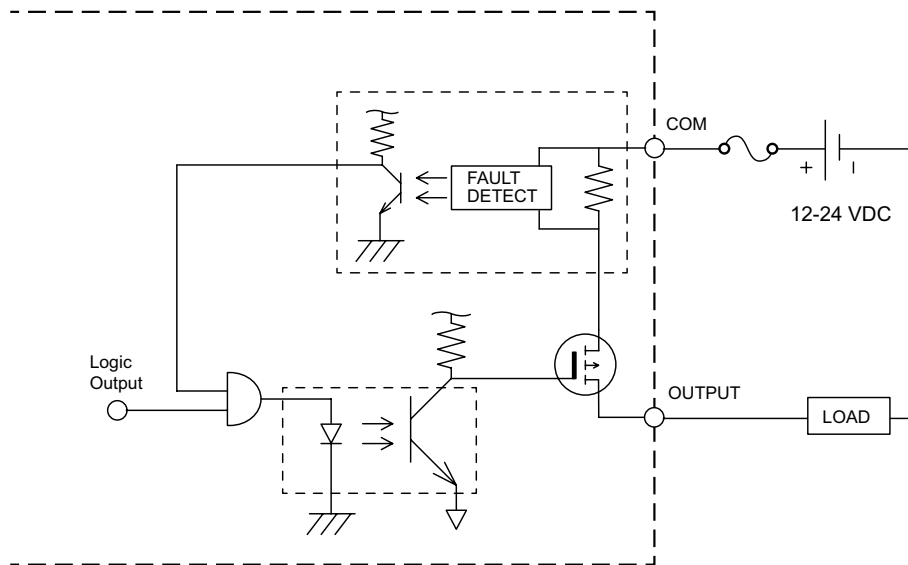 COM
FAULT
DETECT
+ −
12-24 VDC
Logic
Output
OUTPUT
LOAD